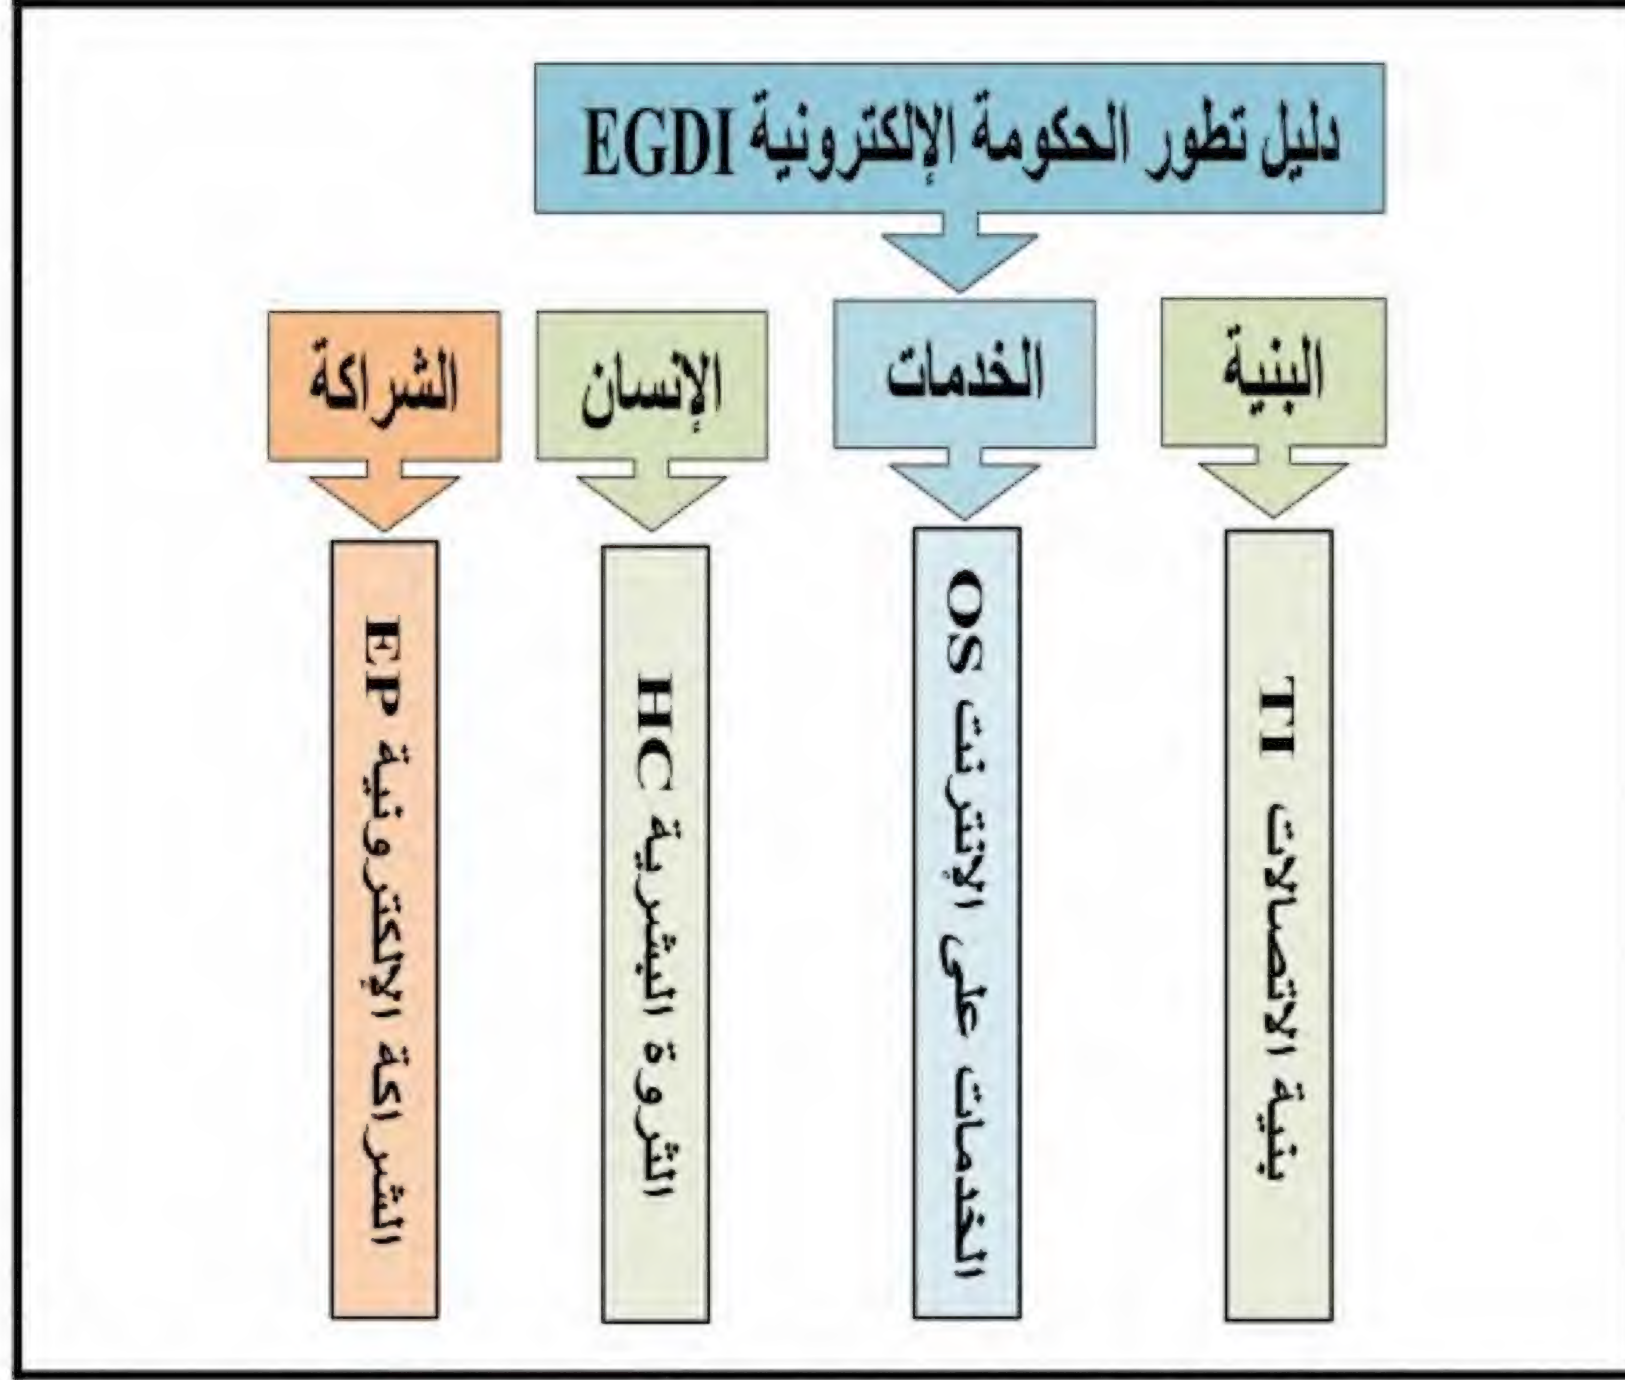 دليل تطور الحكومة الإلكترونية EGDI
البنية
الخدمات
الإنسان
الشراكة
بنية الاتصالات TI
الخدمات على الإنترنت OS
الثروة البشرية HC
الشراكة الإلكترونية EP